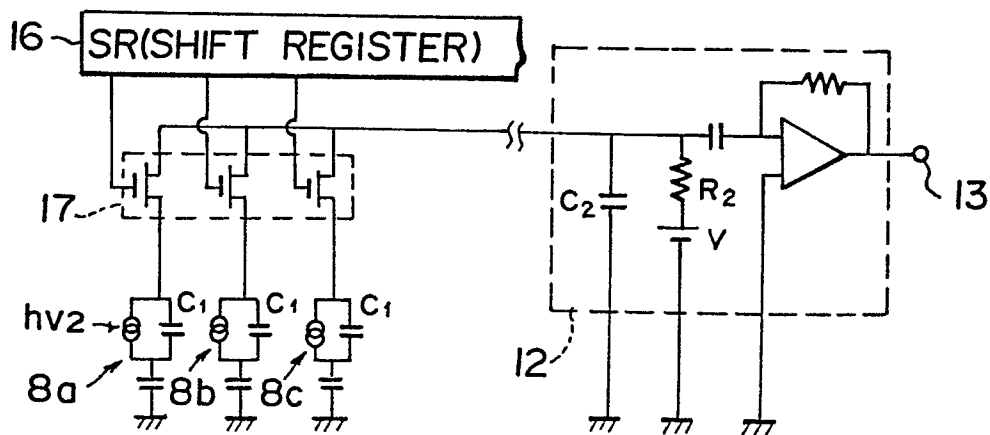 16
SR(SHIFT REGISTER)
17
C2
R2
V
13
hν2
C1
C1
C1
8a
8b
8c
12